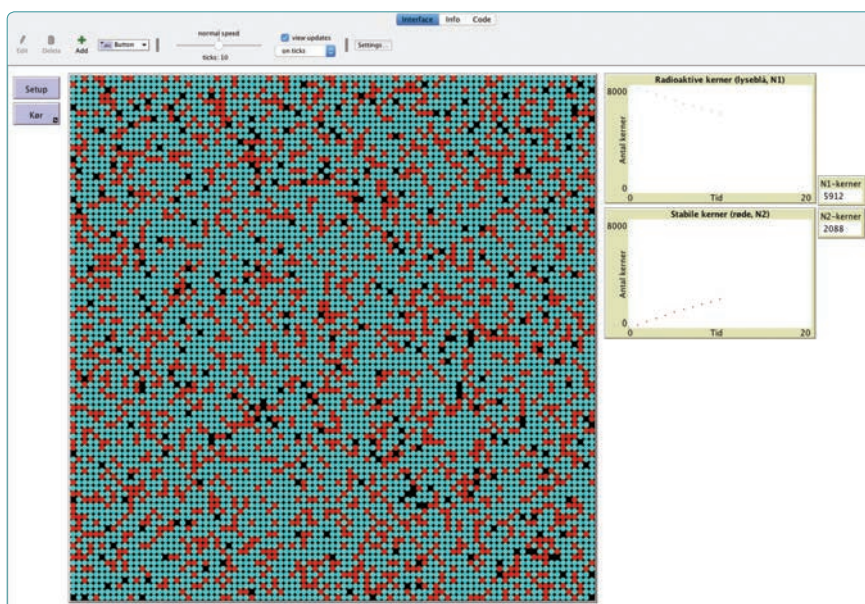 Interface Info Code
Edit Delete Add Button
normal speed
ticks: 10
view updates
on ticks
Settings...
Setup
Kør
Radioaktive kerner (lyseblå, N1)
8000
Antal kerner
0
0 Tid 20
N1-kerner
5912
Stabile kerner (røde, N2)
8000
Antal kerner
0
0 Tid 20
N2-kerner
2088